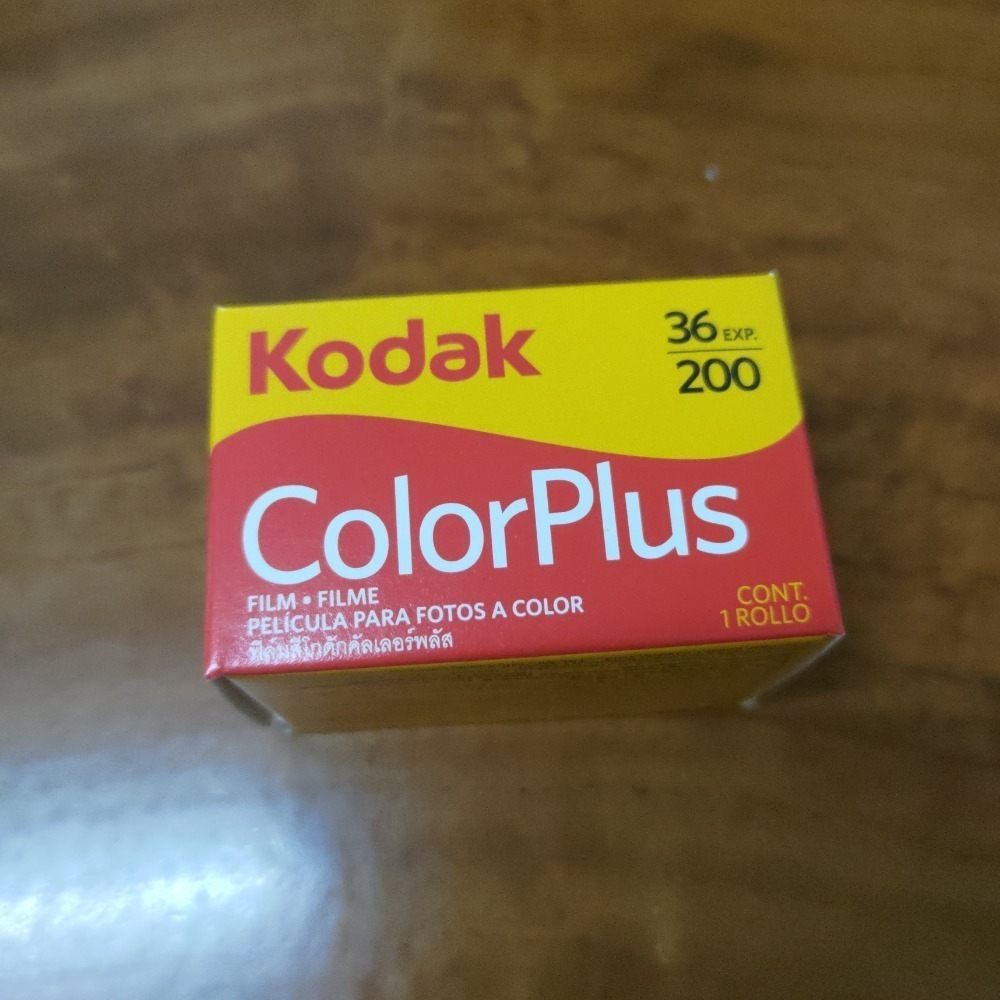 Kodak
36 EXP.
200
ColorPlus
FILM • FILME
PELÍCULA PARA FOTOS A COLOR
ฟิล์มสีโกดักคัลเลอร์พลัส
CONT.
1 ROLLO